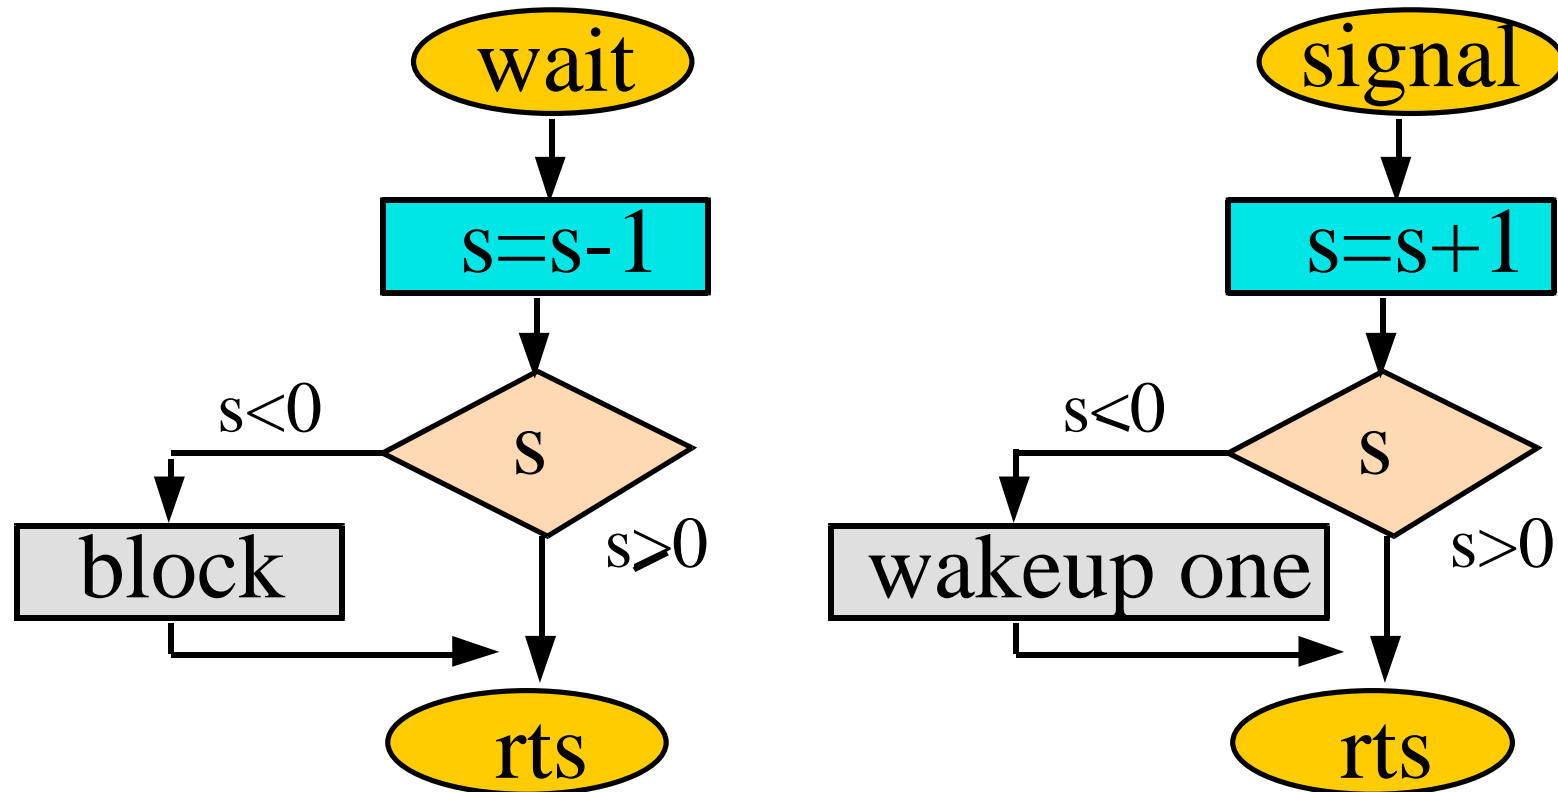 wait
s=s-1
s<0
s
s≥0
block
rts
signal
s=s+1
s≤0
s
s>0
wakeup one
rts